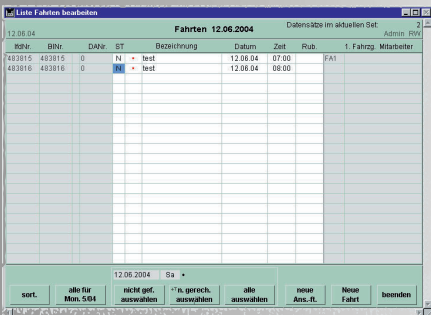 Liste Fahrten bearbeiten
12.06.04 Fahrten 12.06.2004 Datensätze im aktuellen Set: 2
Admin RW
lfdNr. BlNr. DANr. ST Bezeichnung Datum Zeit Rub. 1. Fahrzg. Mitarbeiter
483815 483815 0 N * test 12.06.04 07:00 FA1
483816 483816 0 N * test 12.06.04 08:00
12.06.2004 Sa •
sort. alle für Mon. 5/04 nicht gef. auswählen n. gerech. auswählen alle auswählen neue Ans.-ft. Neue Fahrt beenden